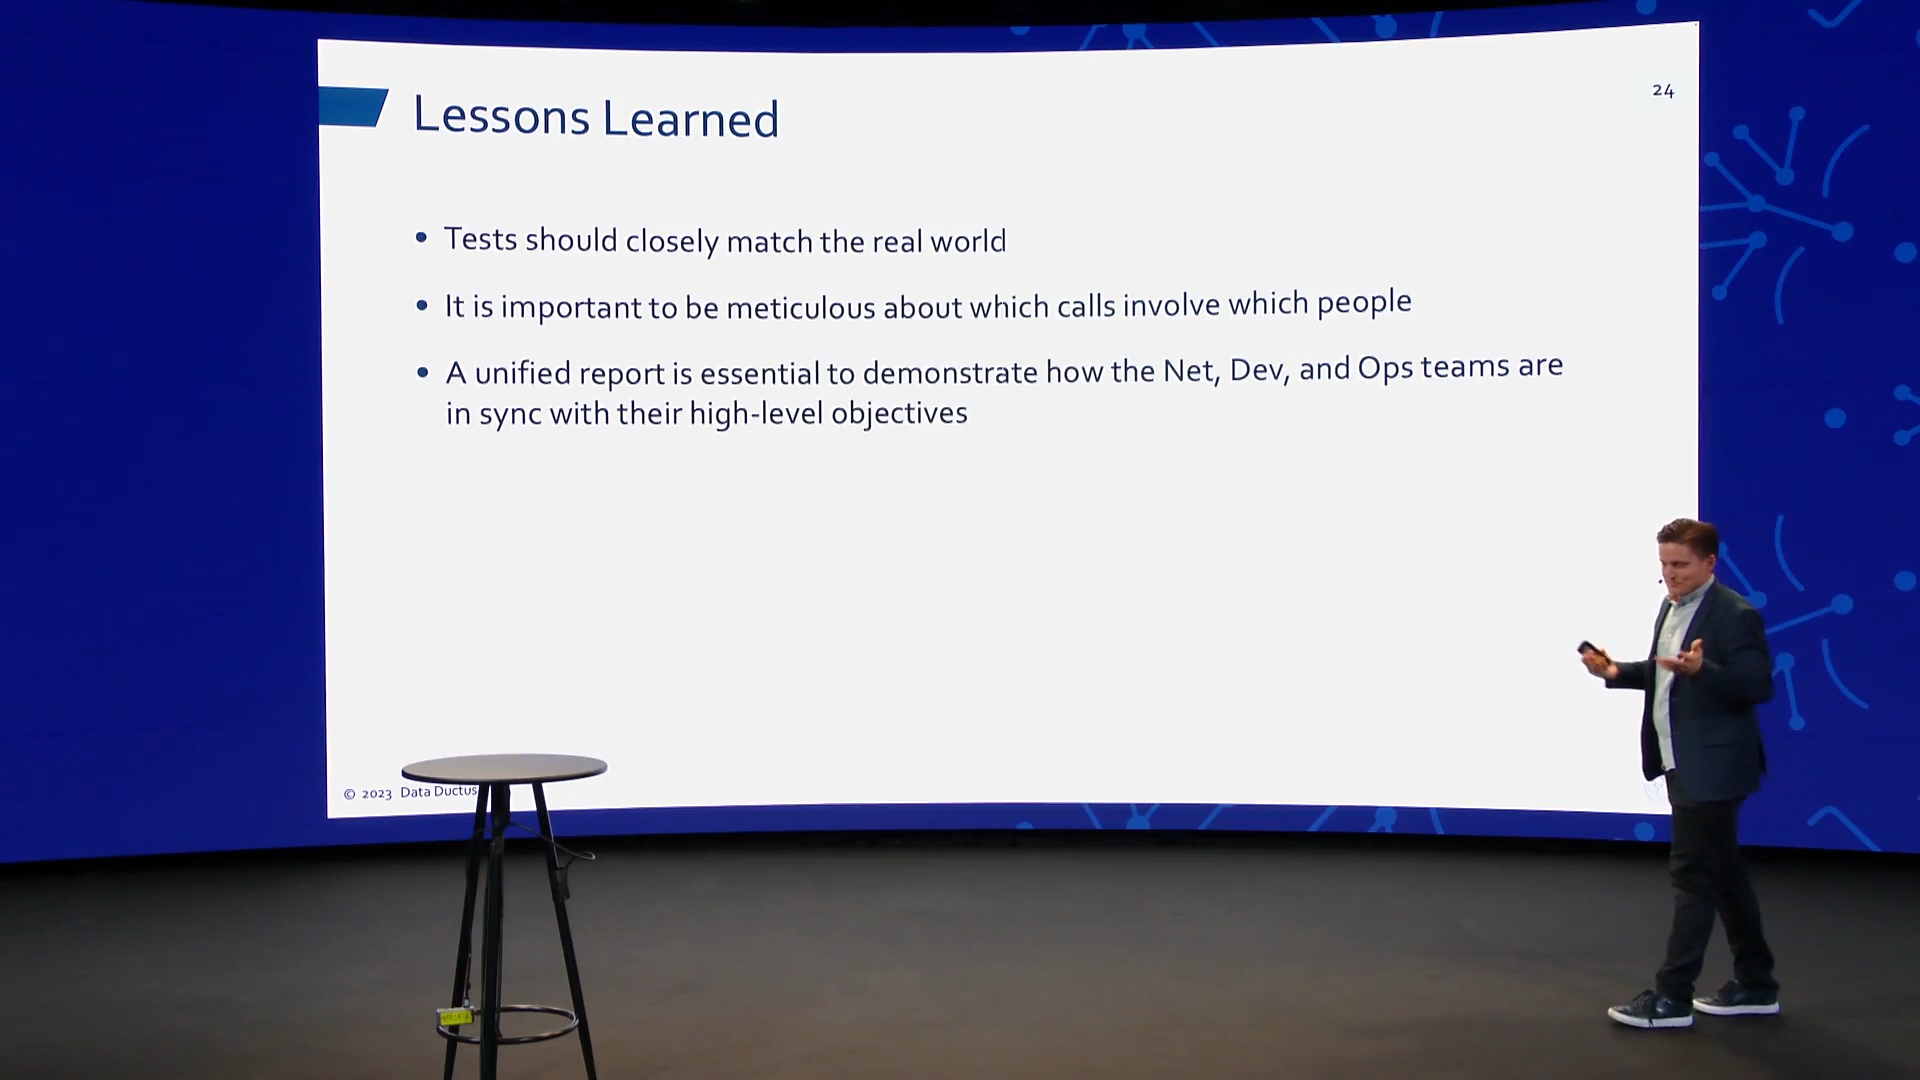 24
Lessons Learned
• Tests should closely match the real world
• It is important to be meticulous about which calls involve which people
• A unified report is essential to demonstrate how the Net, Dev, and Ops teams are
in sync with their high-level objectives
© 2023 Data Ductus